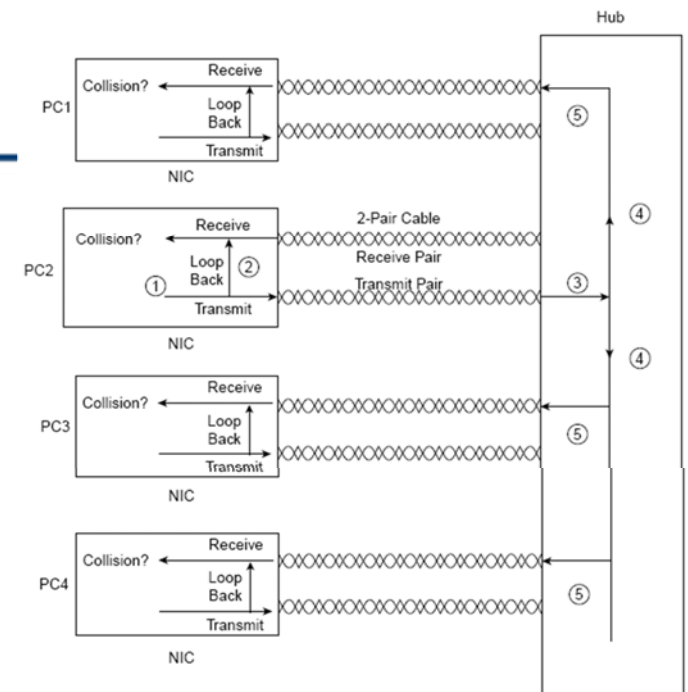 Hub
Receive
Collision?
Loop
Back
PC1
Transmit
⑤
NIC
④
2-Pair Cable
Receive
Collision?
Receive Pair
Loop
Back
②
PC2
①
Transmit Pair
③
Transmit
NIC
④
Receive
Collision?
Loop
Back
PC3
⑤
Transmit
NIC
Receive
Collision?
Loop
Back
PC4
⑤
Transmit
NIC